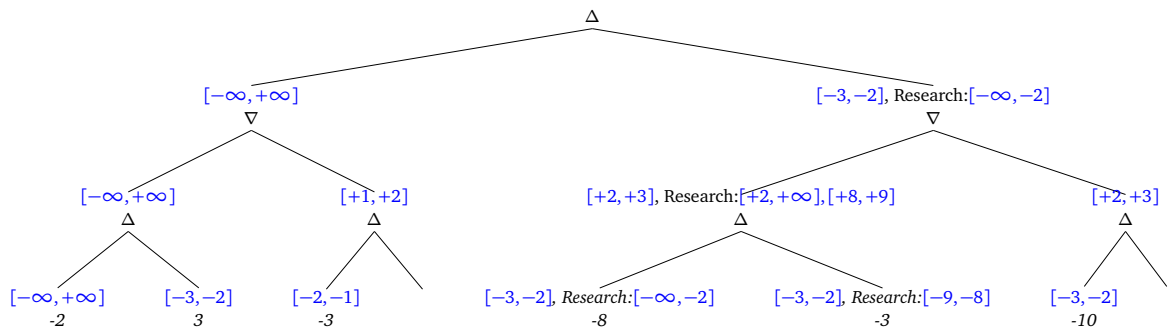 Δ
[−∞, +∞] [−3, −2], Research:[−∞, −2]
∇ ∇
[−∞, +∞] [+1, +2] [+2, +3], Research:[+2, +∞],[+8, +9] [+2, +3]
Δ Δ Δ Δ
[−∞, +∞] [−3, −2] [−2, −1] [−3, −2], Research:[−∞, −2] [−3, −2], Research:[−9, −8] [−3, −2]
-2 3 -3 -8 -3 -10